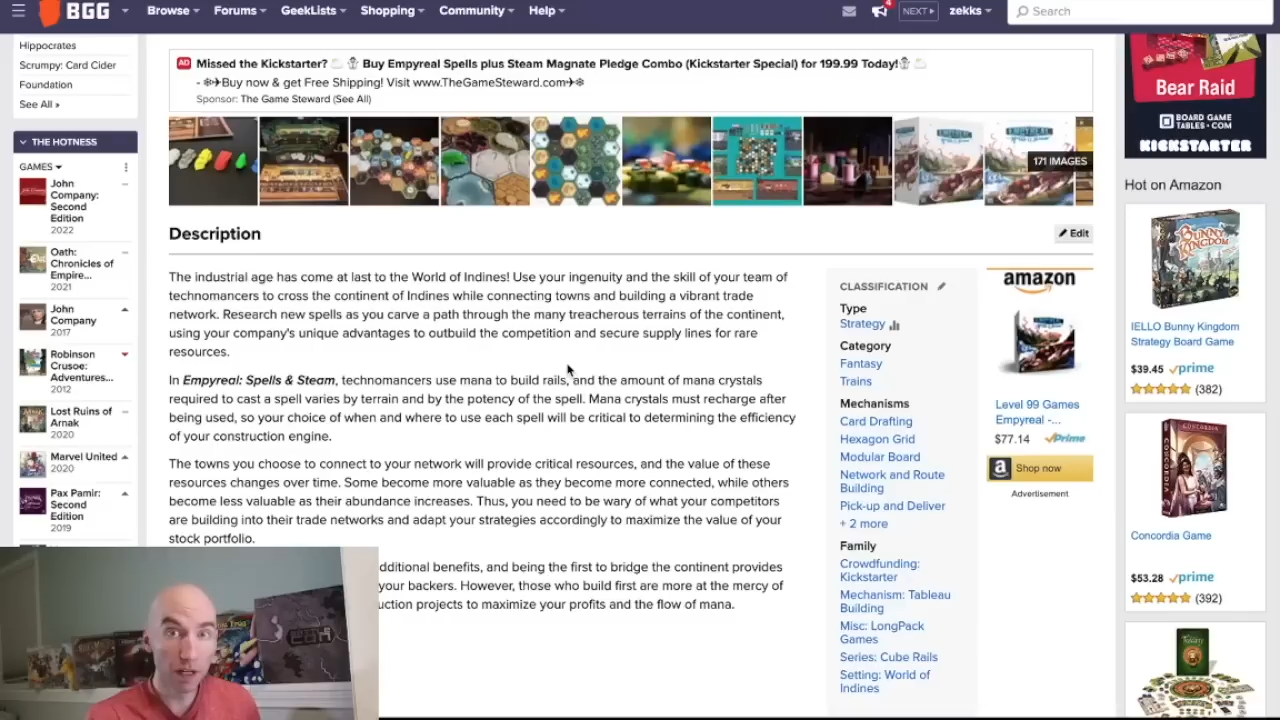 BGG
Browse
Forums
GeekLists
Shopping
Community
Help
4
NEXT
zekks
Search
Hippocrates
Scrumpy: Card Cider
Foundation
See All »
THE HOTNESS
GAMES
John
Company:
Second
Edition
2022
Oath:
Chronicles of
Empire...
2021
John
Company
2017
Robinson
Crusoe:
Adventures...
2012
Lost Ruins of
Arnak
2020
Marvel United
2020
Pax Pamir:
Second
Edition
2019
AD Missed the Kickstarter? Buy Empyreal Spells plus Steam Magnate Pledge Combo (Kickstarter Special) for 199.99 Today!
- ❄✈Buy now & get Free Shipping! Visit www.TheGameSteward.com✈❄
Sponsor: The Game Steward (See All)
171 IMAGES
Description
Edit
The industrial age has come at last to the World of Indines! Use your ingenuity and the skill of your team of
technomancers to cross the continent of Indines while connecting towns and building a vibrant trade
network. Research new spells as you carve a path through the many treacherous terrains of the continent,
using your company's unique advantages to outbuild the competition and secure supply lines for rare
resources.
In Empyreal: Spells & Steam, technomancers use mana to build rails, and the amount of mana crystals
required to cast a spell varies by terrain and by the potency of the spell. Mana crystals must recharge after
being used, so your choice of when and where to use each spell will be critical to determining the efficiency
of your construction engine.
The towns you choose to connect to your network will provide critical resources, and the value of these
resources changes over time. Some become more valuable as they become more connected, while others
become less valuable as their abundance increases. Thus, you need to be wary of what your competitors
are building into their trade networks and adapt your strategies accordingly to maximize the value of your
stock portfolio.
dditional benefits, and being the first to bridge the continent provides
your backers. However, those who build first are more at the mercy of
uction projects to maximize your profits and the flow of mana.
CLASSIFICATION
Type
Strategy
Category
Fantasy
Trains
Mechanisms
Card Drafting
Hexagon Grid
Modular Board
Network and Route
Building
Pick-up and Deliver
+ 2 more
Family
Crowdfunding:
Kickstarter
Mechanism: Tableau
Building
Misc: LongPack
Games
Series: Cube Rails
Setting: World of
Indines
amazon
Level 99 Games
Empyreal -...
$77.14 Prime
a Shop now
Advertisement
Bear Raid
BOARD GAME
TABLES·COM
KICKSTARTER
Hot on Amazon
BUNNY
KINGDOM
IELLO Bunny Kingdom
Strategy Board Game
$39.45 prime
(382)
CONCORDIA
Concordia Game
$53.28 prime
(392)